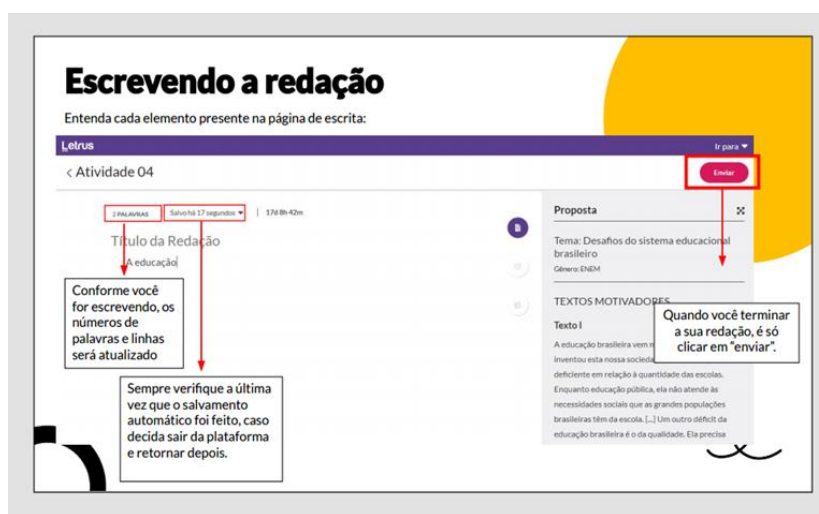 Escrevendo a redação
Entenda cada elemento presente na página de escrita:
Letrus
Ir para
< Atividade 04
Enviar
2 PALAVRAS
Salvo há 17 segundos
17d 8h 42m
Título da Redação
A educação
Conforme você
for escrevendo, os
números de
palavras e linhas
será atualizado
Sempre verifique a última
vez que o salvamento
automático foi feito, caso
decida sair da plataforma
e retornar depois.
Proposta
Tema: Desafios do sistema educacional
brasileiro
Gênero: ENEM
TEXTOS MOTIVADORES
Texto I
A educação brasileira vem
inventou esta nossa
deficiente em relação à quantidade das escolas.
Enquanto educação pública, ela não atende às
necessidades sociais que as grandes populações
brasileiras têm da escola. [...] Um outro déficit da
educação brasileira é o da qualidade. Ela precisa
Quando você terminar
a sua redação, é só
clicar em "enviar".